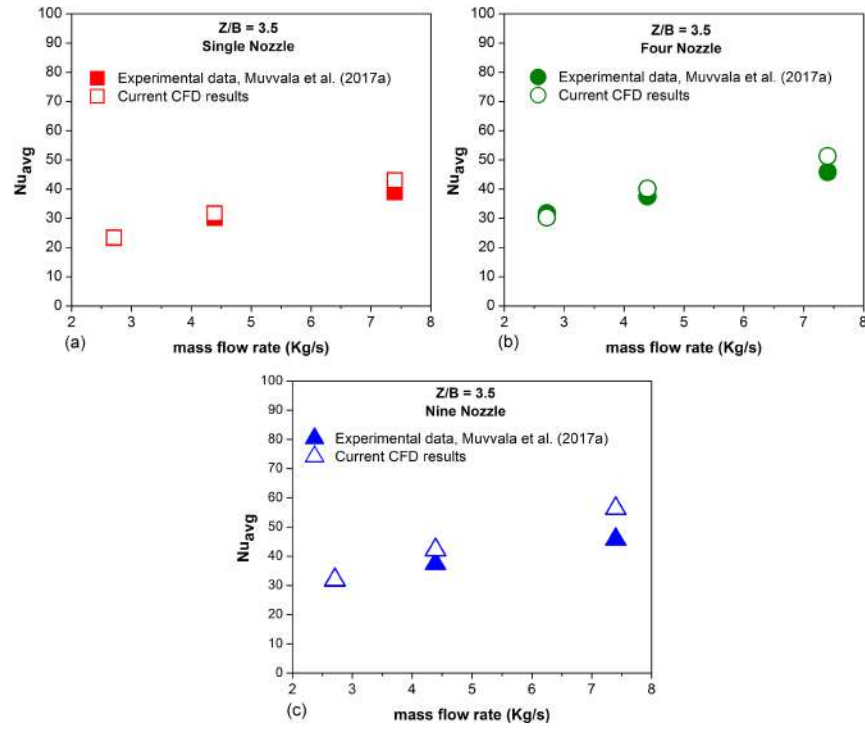 Z/B = 3.5
Single Nozzle
Experimental data, Muvvala et al. (2017a)
Current CFD results
100
90
80
70
60
50
40
30
20
10
0
Nuavg
2 3 4 5 6 7 8
(a)
mass flow rate (Kg/s)
Z/B = 3.5
Four Nozzle
Experimental data, Muvvala et al. (2017a)
Current CFD results
100
90
80
70
60
50
40
30
20
10
0
Nuavg
2 3 4 5 6 7 8
(b)
mass flow rate (Kg/s)
Z/B = 3.5
Nine Nozzle
Experimental data, Muvvala et al. (2017a)
Current CFD results
100
90
80
70
60
50
40
30
20
10
0
Nuavg
2 3 4 5 6 7 8
(c)
mass flow rate (Kg/s)